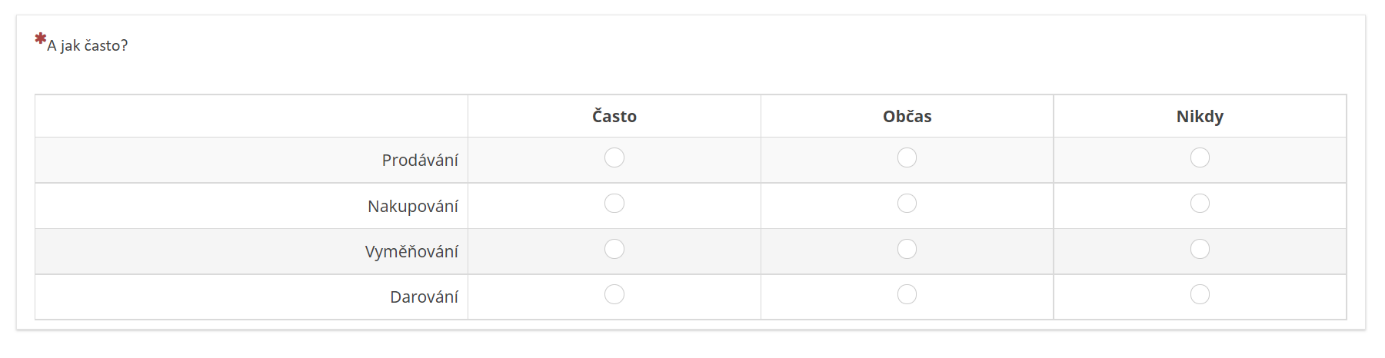 *A jak často?
Často Občas Nikdy
Prodávání
Nakupování
Vyměňování
Darování